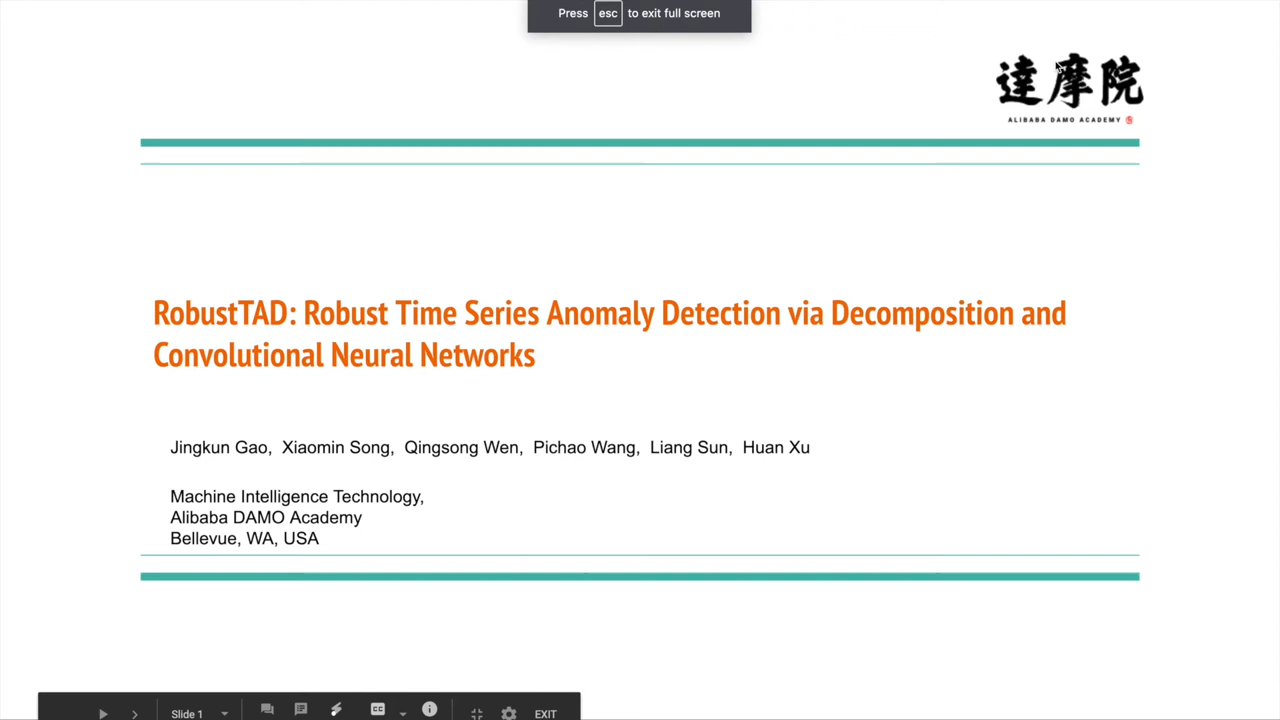 Press esc to exit full screen
達摩院
ALIBABA DAMO ACADEMY
RobustTAD: Robust Time Series Anomaly Detection via Decomposition and
Convolutional Neural Networks
Jingkun Gao, Xiaomin Song, Qingsong Wen, Pichao Wang, Liang Sun, Huan Xu
Machine Intelligence Technology,
Alibaba DAMO Academy
Bellevue, WA, USA
Slide 1 CC EXIT